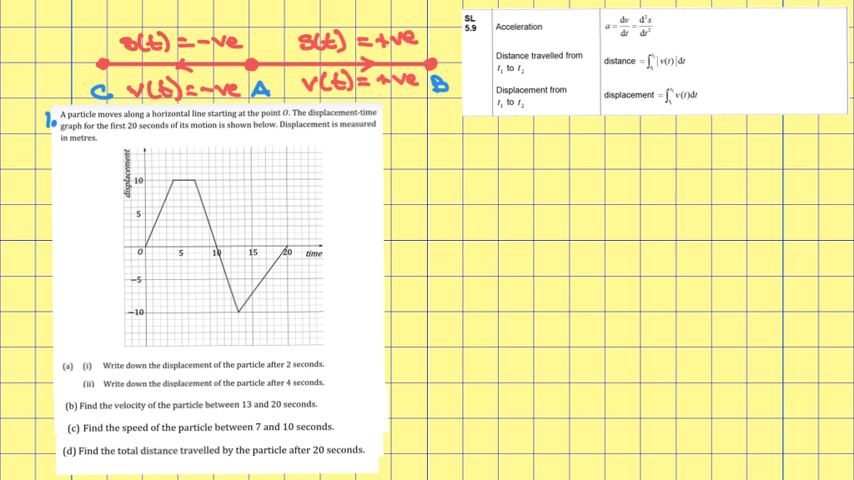 s(t) = -ve s(t) = +ve
C v(t) = -ve A v(t) = +ve B
SL
5.9
Acceleration a = dv/dt = d²s/dt²
Distance travelled from
t₁ to t₂ distance = ∫_{t₁}^{t₂} |v(t)| dt
Displacement from
t₁ to t₂ displacement = ∫_{t₁}^{t₂} v(t) dt
1. A particle moves along a horizontal line starting at the point O. The displacement-time
graph for the first 20 seconds of its motion is shown below. Displacement is measured
in metres.
displacement
10
5
O 5 10 15 20 time
-5
-10
(a) (i) Write down the displacement of the particle after 2 seconds.
(ii) Write down the displacement of the particle after 4 seconds.
(b) Find the velocity of the particle between 13 and 20 seconds.
(c) Find the speed of the particle between 7 and 10 seconds.
(d) Find the total distance travelled by the particle after 20 seconds.